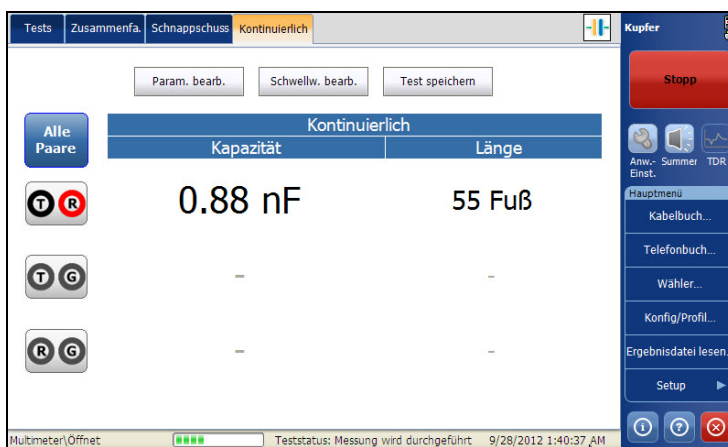 Tests Zusammenfa. Schnappschuss Kontinuierlich
Kupfer
Param. bearb. Schwellw. bearb. Test speichern
Stopp
Alle Paare
Kontinuierlich
Kapazität Länge
Anw.- Einst. Summer TDR
T R 0.88 nF 55 Fuß
Hauptmenü
Kabelbuch...
Telefonbuch...
T G – –
Wähler...
Konfig/Profil...
R G – –
Ergebnisdatei lesen.
Setup
Multimeter\Öffnet Teststatus: Messung wird durchgeführt 9/28/2012 1:40:37 AM